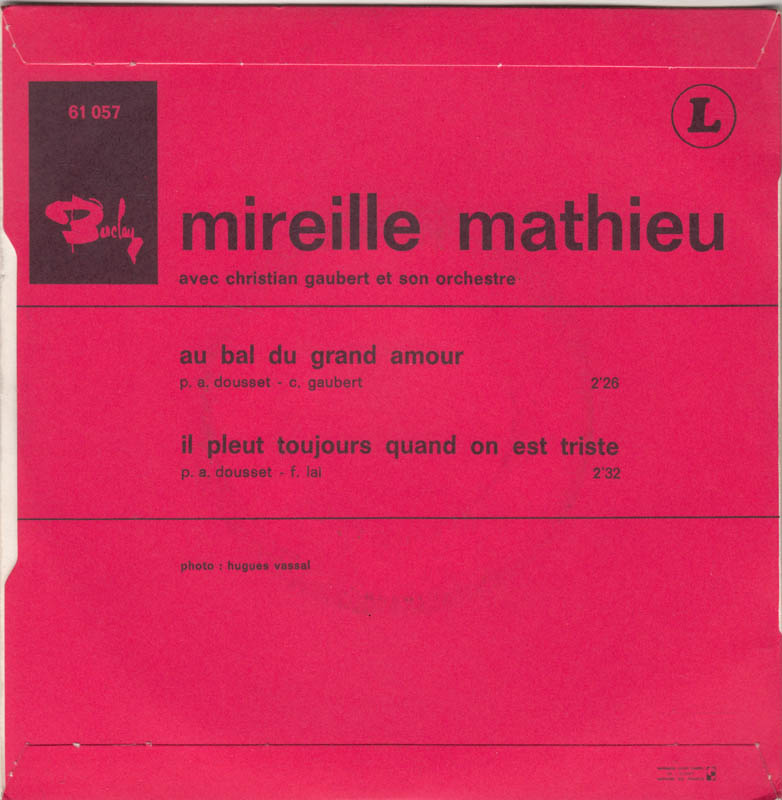 61 057
L
Barclay
mireille mathieu
avec christian gaubert et son orchestre
au bal du grand amour
p. a. dousset - c. gaubert 2'26
il pleut toujours quand on est triste
p. a. dousset - f. lai 2'32
photo : hugues vassal